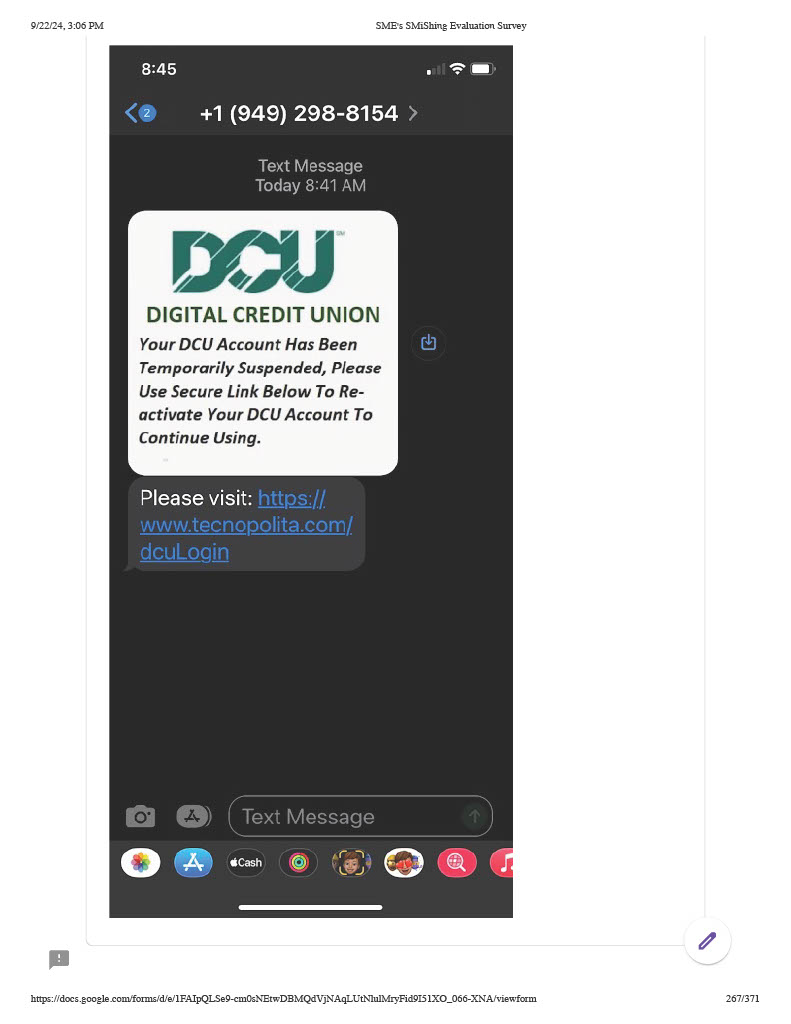 9/22/24, 3:06 PM SME's SMiShing Evaluation Survey
8:45
2 +1 (949) 298-8154
Text Message
Today 8:41 AM
DCU SM
DIGITAL CREDIT UNION
Your DCU Account Has Been
Temporarily Suspended, Please
Use Secure Link Below To Re-
activate Your DCU Account To
Continue Using.
Please visit: https://
www.tecnopolita.com/
dcuLogin
Text Message
Cash
https://docs.google.com/forms/d/e/1FAIpQLSe9-cm0sNEtwDBMQdVjNAqLUtNlulMryFid9I51XO_066-XNA/viewform 267/371